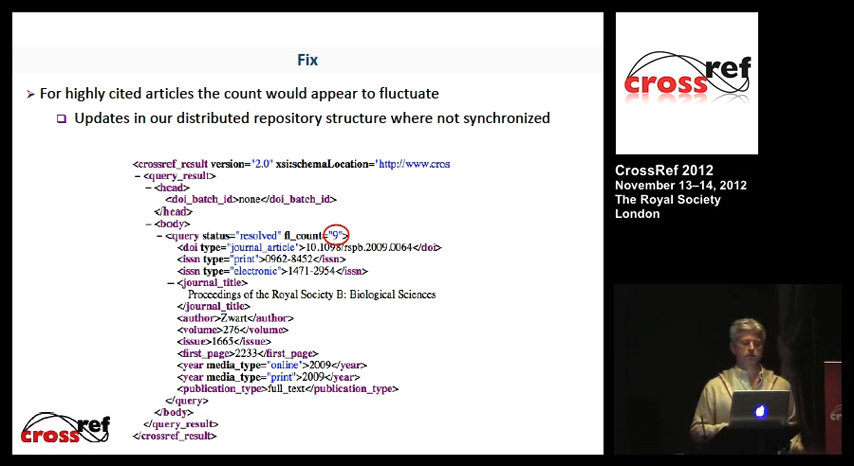 Fix
➤ For highly cited articles the count would appear to fluctuate
❑ Updates in our distributed repository structure where not synchronized
<crossref_result version="2.0" xsi:schemaLocation="http://www.cros
– <query_result>
– <head>
<doi_batch_id>none</doi_batch_id>
</head>
– <body>
– <query status="resolved" fl_count="9">
<doi type="journal_article">10.1098/rspb.2009.0064</doi>
<issn type="print">0962-8452</issn>
<issn type="electronic">1471-2954</issn>
– <journal_title>
Proceedings of the Royal Society B: Biological Sciences
</journal_title>
<author>Zwart</author>
<volume>276</volume>
<issue>1665</issue>
<first_page>2233</first_page>
<year media_type="online">2009</year>
<year media_type="print">2009</year>
<publication_type>full_text</publication_type>
</query>
</body>
</query_result>
</crossref_result>
crossref
crossref
CrossRef 2012
November 13–14, 2012
The Royal Society
London